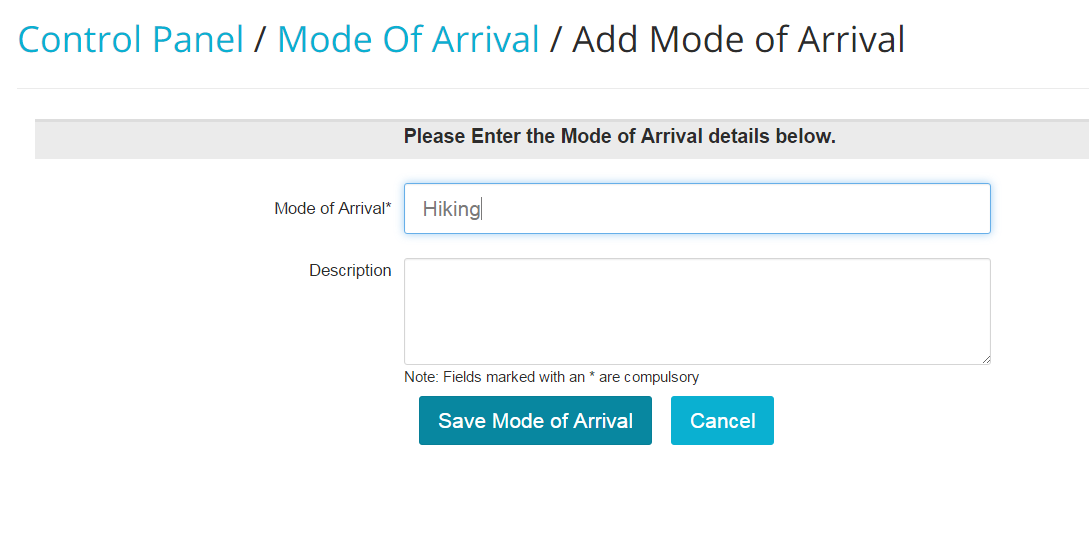 Control Panel / Mode Of Arrival / Add Mode of Arrival
Please Enter the Mode of Arrival details below.
Mode of Arrival* Hiking
Description
Note: Fields marked with an * are compulsory
Save Mode of Arrival Cancel